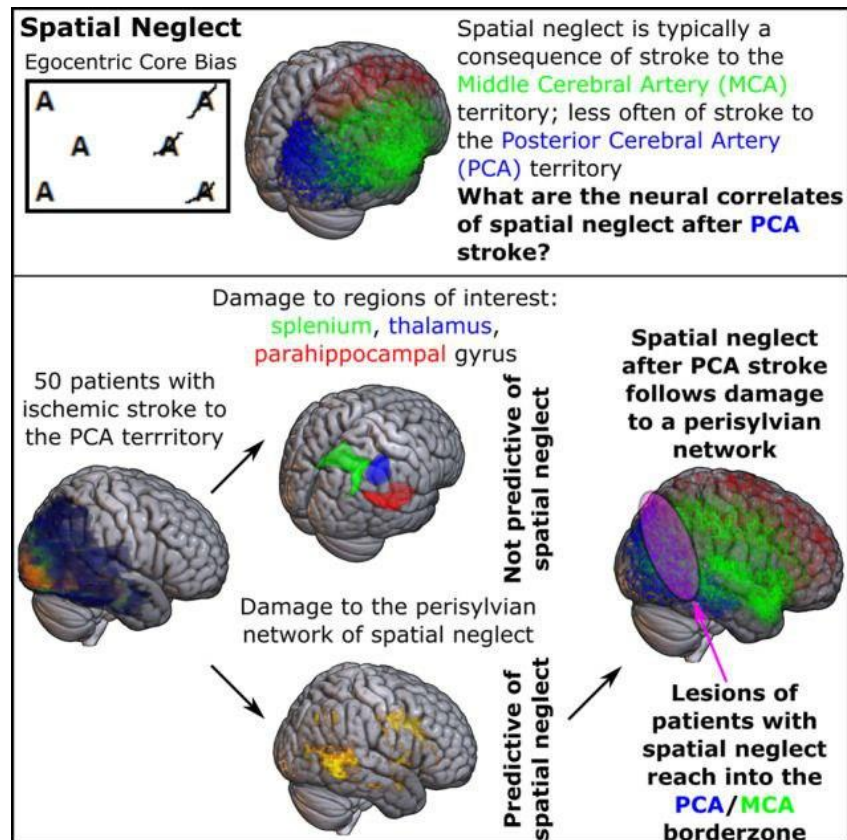 Spatial Neglect
Egocentric Core Bias
A A
A A
A A
Spatial neglect is typically a
consequence of stroke to the
Middle Cerebral Artery (MCA)
territory; less often of stroke to
the Posterior Cerebral Artery
(PCA) territory
What are the neural correlates
of spatial neglect after PCA
stroke?
50 patients with
ischemic stroke to
the PCA terrritory
Damage to regions of interest:
splenium, thalamus,
parahippocampal gyrus
Not predictive of
spatial neglect
Damage to the perisylvian
network of spatial neglect
Predictive of
spatial neglect
Spatial neglect
after PCA stroke
follows damage
to a perisylvian
network
Lesions of
patients with
spatial neglect
reach into the
PCA/MCA
borderzone